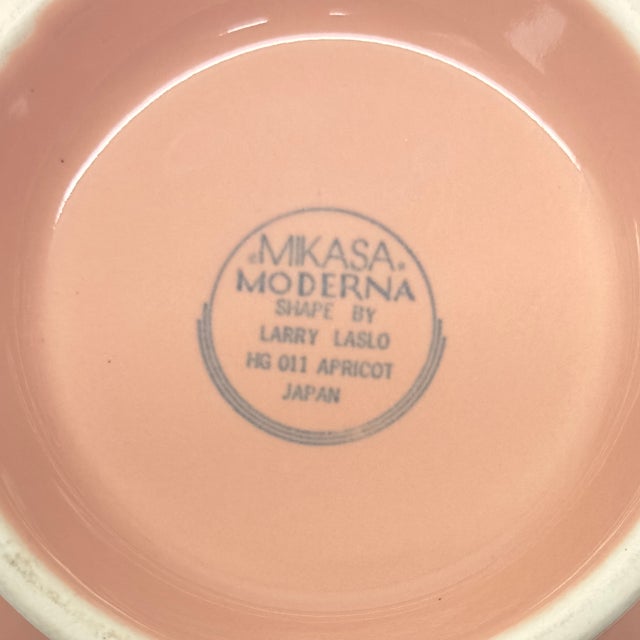 MIKASA
MODERNA
SHAPE BY
LARRY LASLO
HG 011 APRICOT
JAPAN